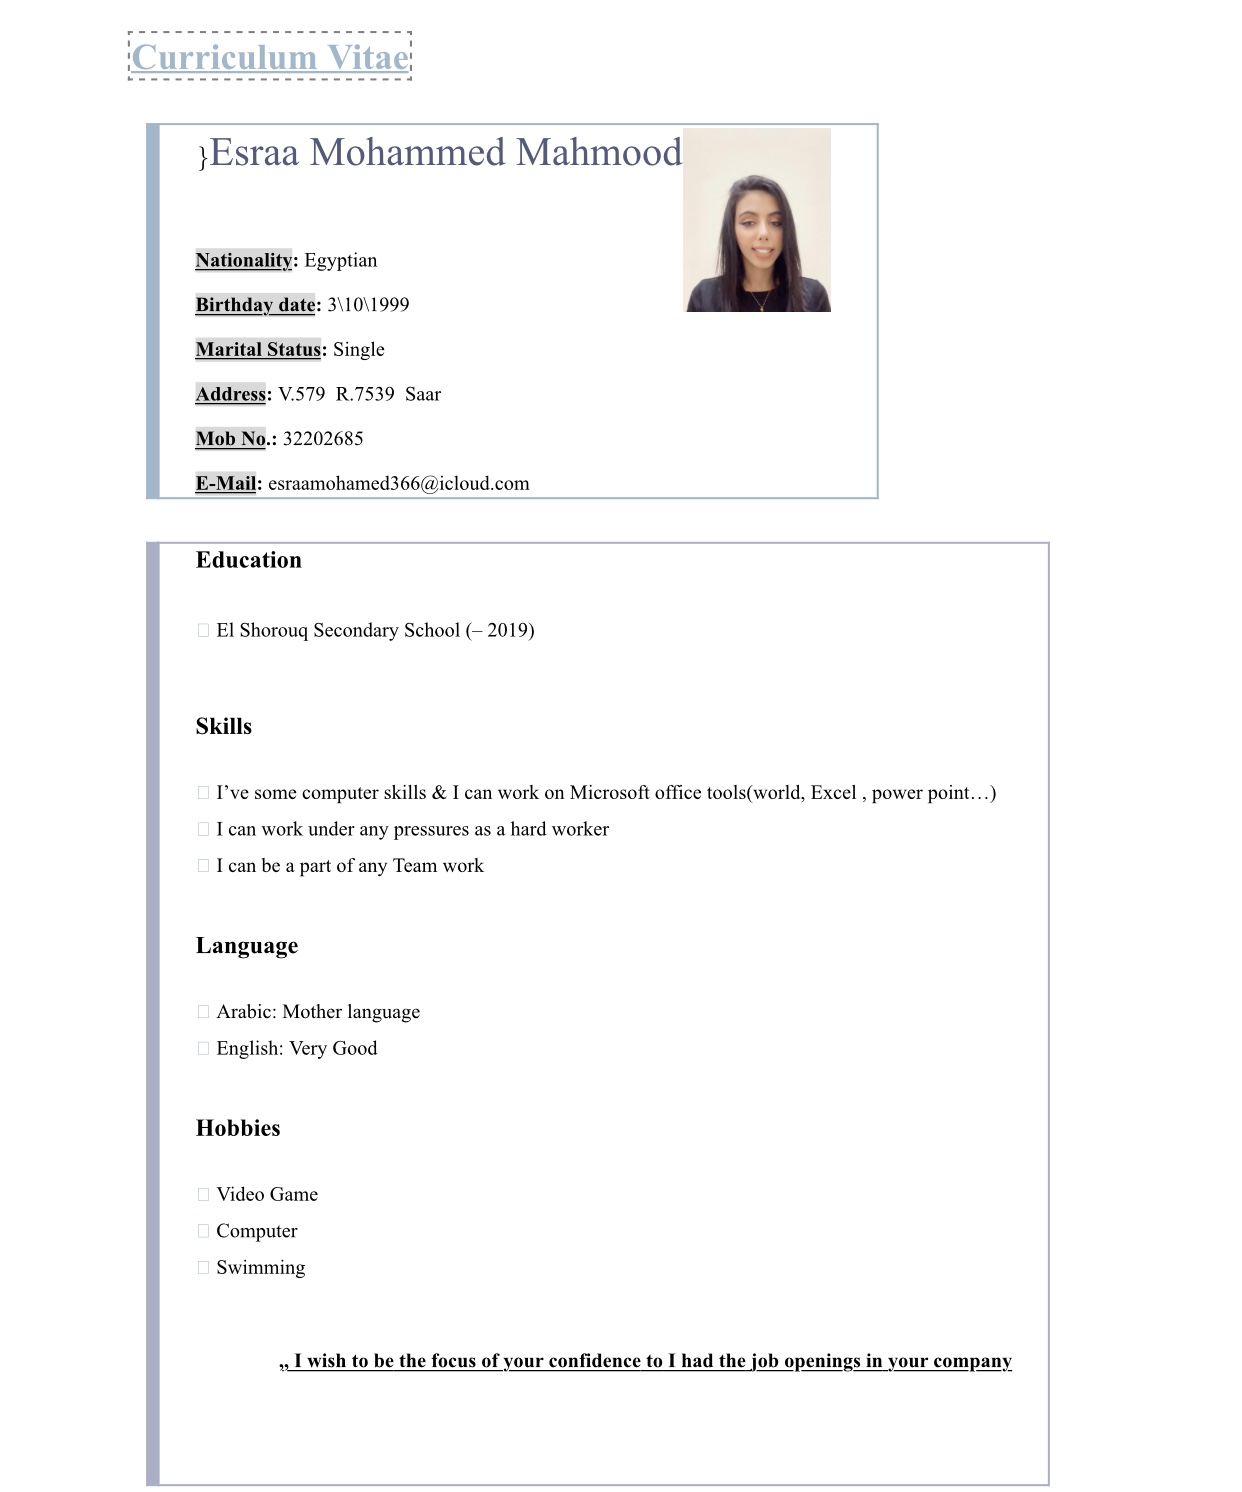 Curriculum Vitae
}Esraa Mohammed Mahmood
Nationality: Egyptian
Birthday date: 3\10\1999
Marital Status: Single
Address: V.579  R.7539  Saar
Mob No.: 32202685
E-Mail: esraamohamed366@icloud.com
Education
El Shorouq Secondary School (– 2019)
Skills
I’ve some computer skills & I can work on Microsoft office tools(world, Excel , power point…)
I can work under any pressures as a hard worker
I can be a part of any Team work
Language
Arabic: Mother language
English: Very Good
Hobbies
Video Game
Computer
Swimming
,, I wish to be the focus of your confidence to I had the job openings in your company